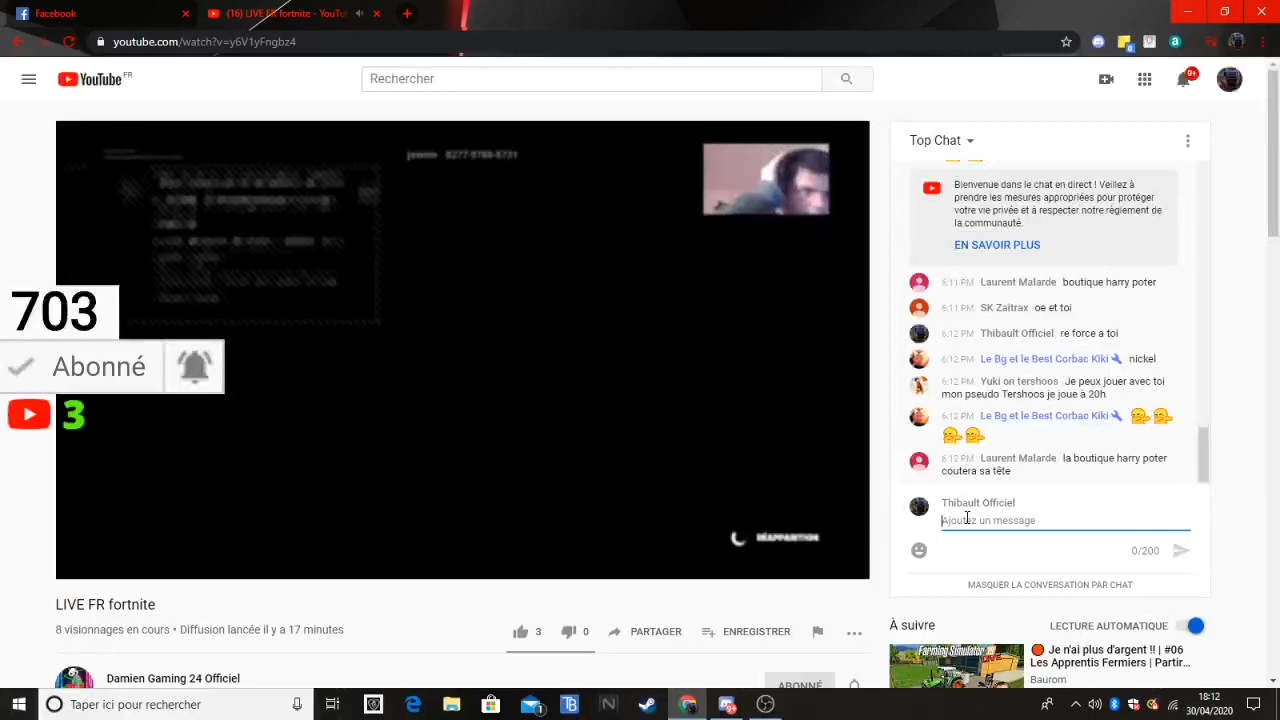 Facebook
(16) LIVE FR fortnite - YouTu
youtube.com/watch?v=y6V1yFngbz4
YouTube FR
Rechercher
9+
Top Chat
Bienvenue dans le chat en direct ! Veillez à
prendre les mesures appropriées pour protéger
votre vie privée et à respecter notre règlement de
la communauté.
EN SAVOIR PLUS
6:11 PM Laurent Malarde boutique harry poter
6:11 PM SK Zaitrax oe et toi
6:12 PM Thibault Officiel re force a toi
6:12 PM Le Bg et le Best Corbac Kiki nickel
6:12 PM Yuki on tershoos Je peux jouer avec toi
mon pseudo Tershoos je joue à 20h
6:12 PM Le Bg et le Best Corbac Kiki
6:12 PM Laurent Malarde la boutique harry poter
coutera sa tête
Thibault Officiel
Ajoutez un message
0/200
MASQUER LA CONVERSATION PAR CHAT
703
Abonné
3
RÉAPPARITION
LIVE FR fortnite
8 visionnages en cours • Diffusion lancée il y a 17 minutes
3 0 PARTAGER ENREGISTRER
Damien Gaming 24 Officiel
ABONNÉ
À suivre
LECTURE AUTOMATIQUE
Farming Simulator
Je n'ai plus d'argent !! | #06
Les Apprentis Fermiers | Partir...
Baurom
Taper ici pour rechercher
18:12
30/04/2020